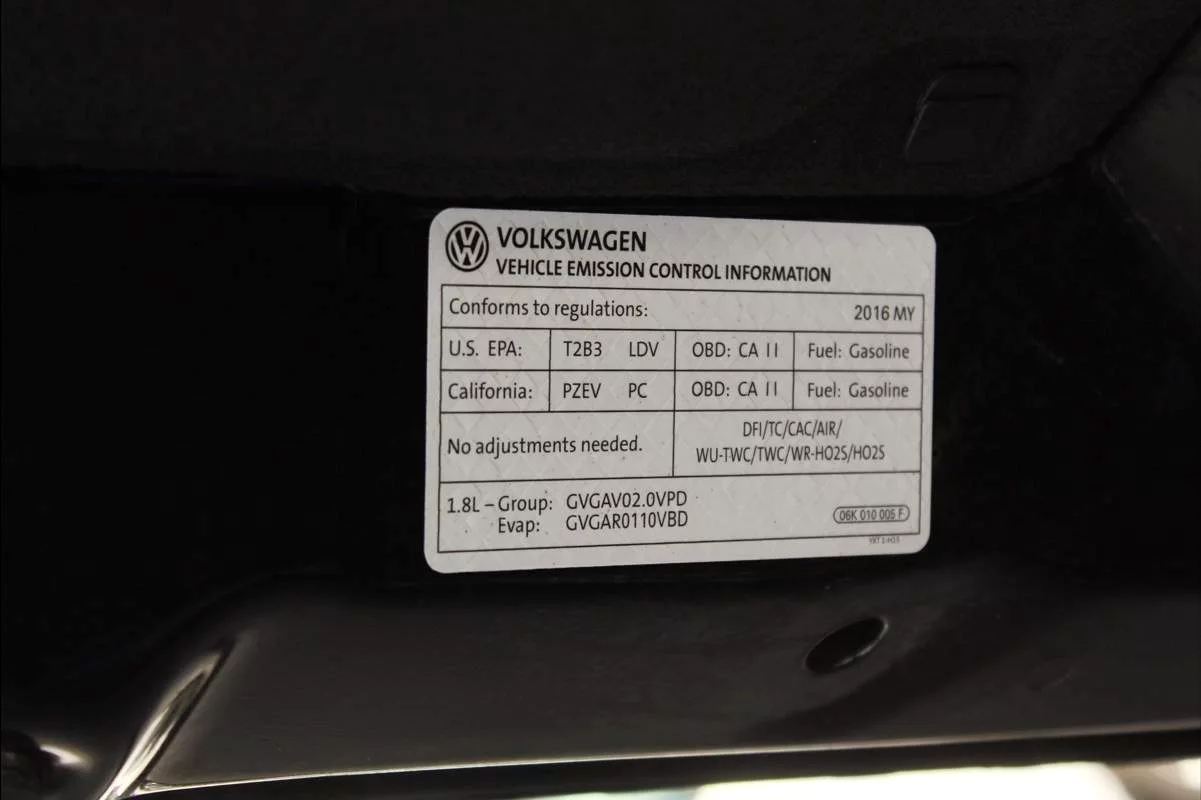 VOLKSWAGEN
VEHICLE EMISSION CONTROL INFORMATION
Conforms to regulations: 2016 MY
U.S. EPA: T2B3 LDV OBD: CA II Fuel: Gasoline
California: PZEV PC OBD: CA II Fuel: Gasoline
No adjustments needed.
DFI/TC/CAC/AIR/
WU-TWC/TWC/WR-HO2S/HO2S
1.8L – Group: GVGAV02.0VPD
Evap: GVGAR0110VBD
06K 010 005 F